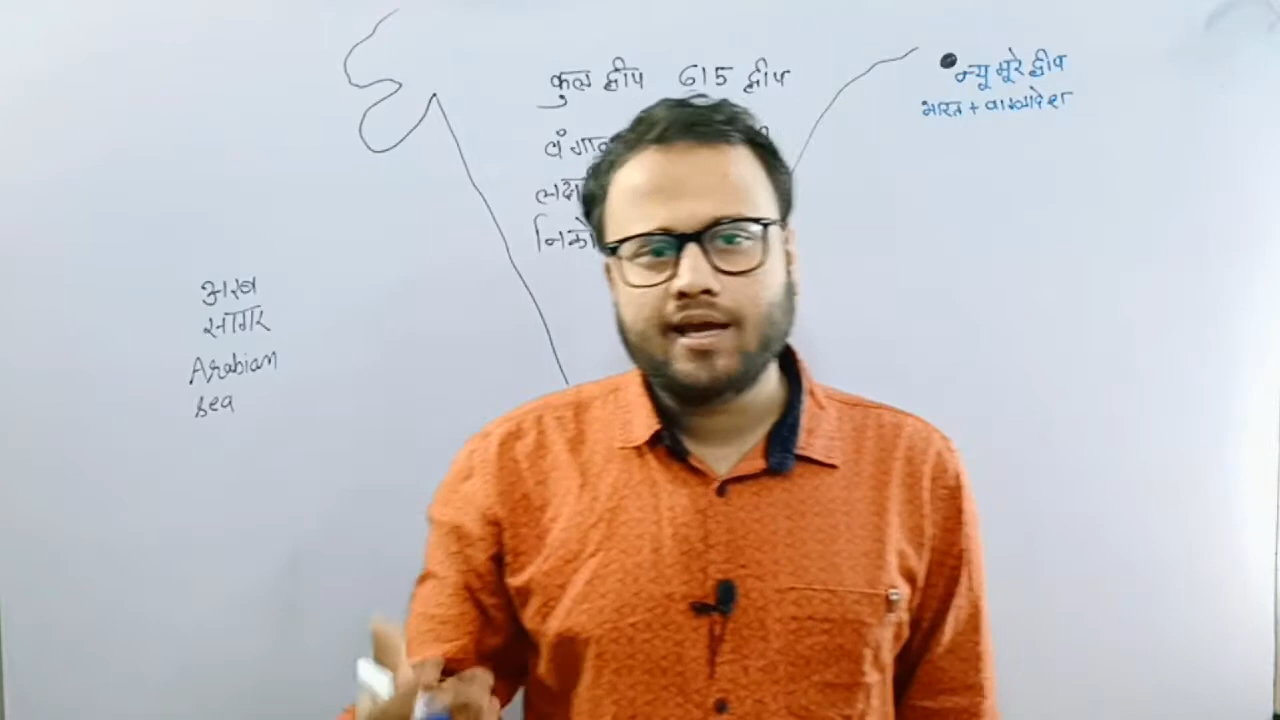 कुल द्वीप 615 द्वीप
न्यू मूरे द्वीप
भारत + बांग्लादेश
अरब
सागर
Arabian
Sea